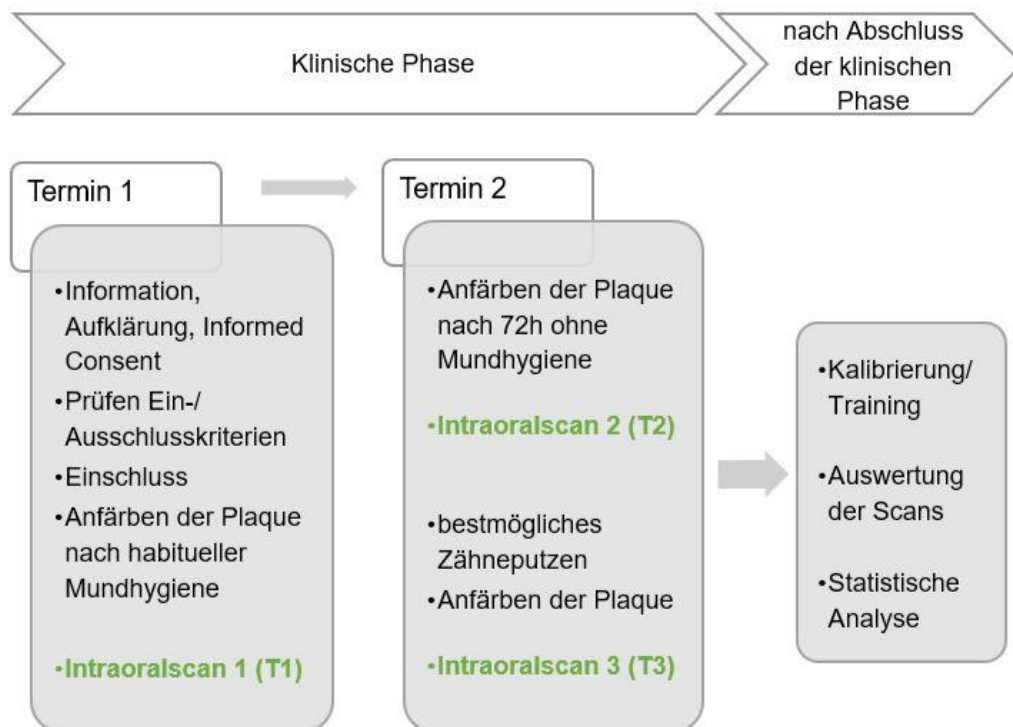 Klinische Phase
nach Abschluss
der klinischen
Phase
Termin 1
•Information,
Aufklärung, Informed
Consent
•Prüfen Ein-/
Ausschlusskriterien
•Einschluss
•Anfärben der Plaque
nach habitueller
Mundhygiene
•Intraoralscan 1 (T1)
Termin 2
•Anfärben der Plaque
nach 72h ohne
Mundhygiene
•Intraoralscan 2 (T2)
•bestmögliches
Zähneputzen
•Anfärben der Plaque
•Intraoralscan 3 (T3)
•Kalibrierung/
Training
•Auswertung
der Scans
•Statistische
Analyse